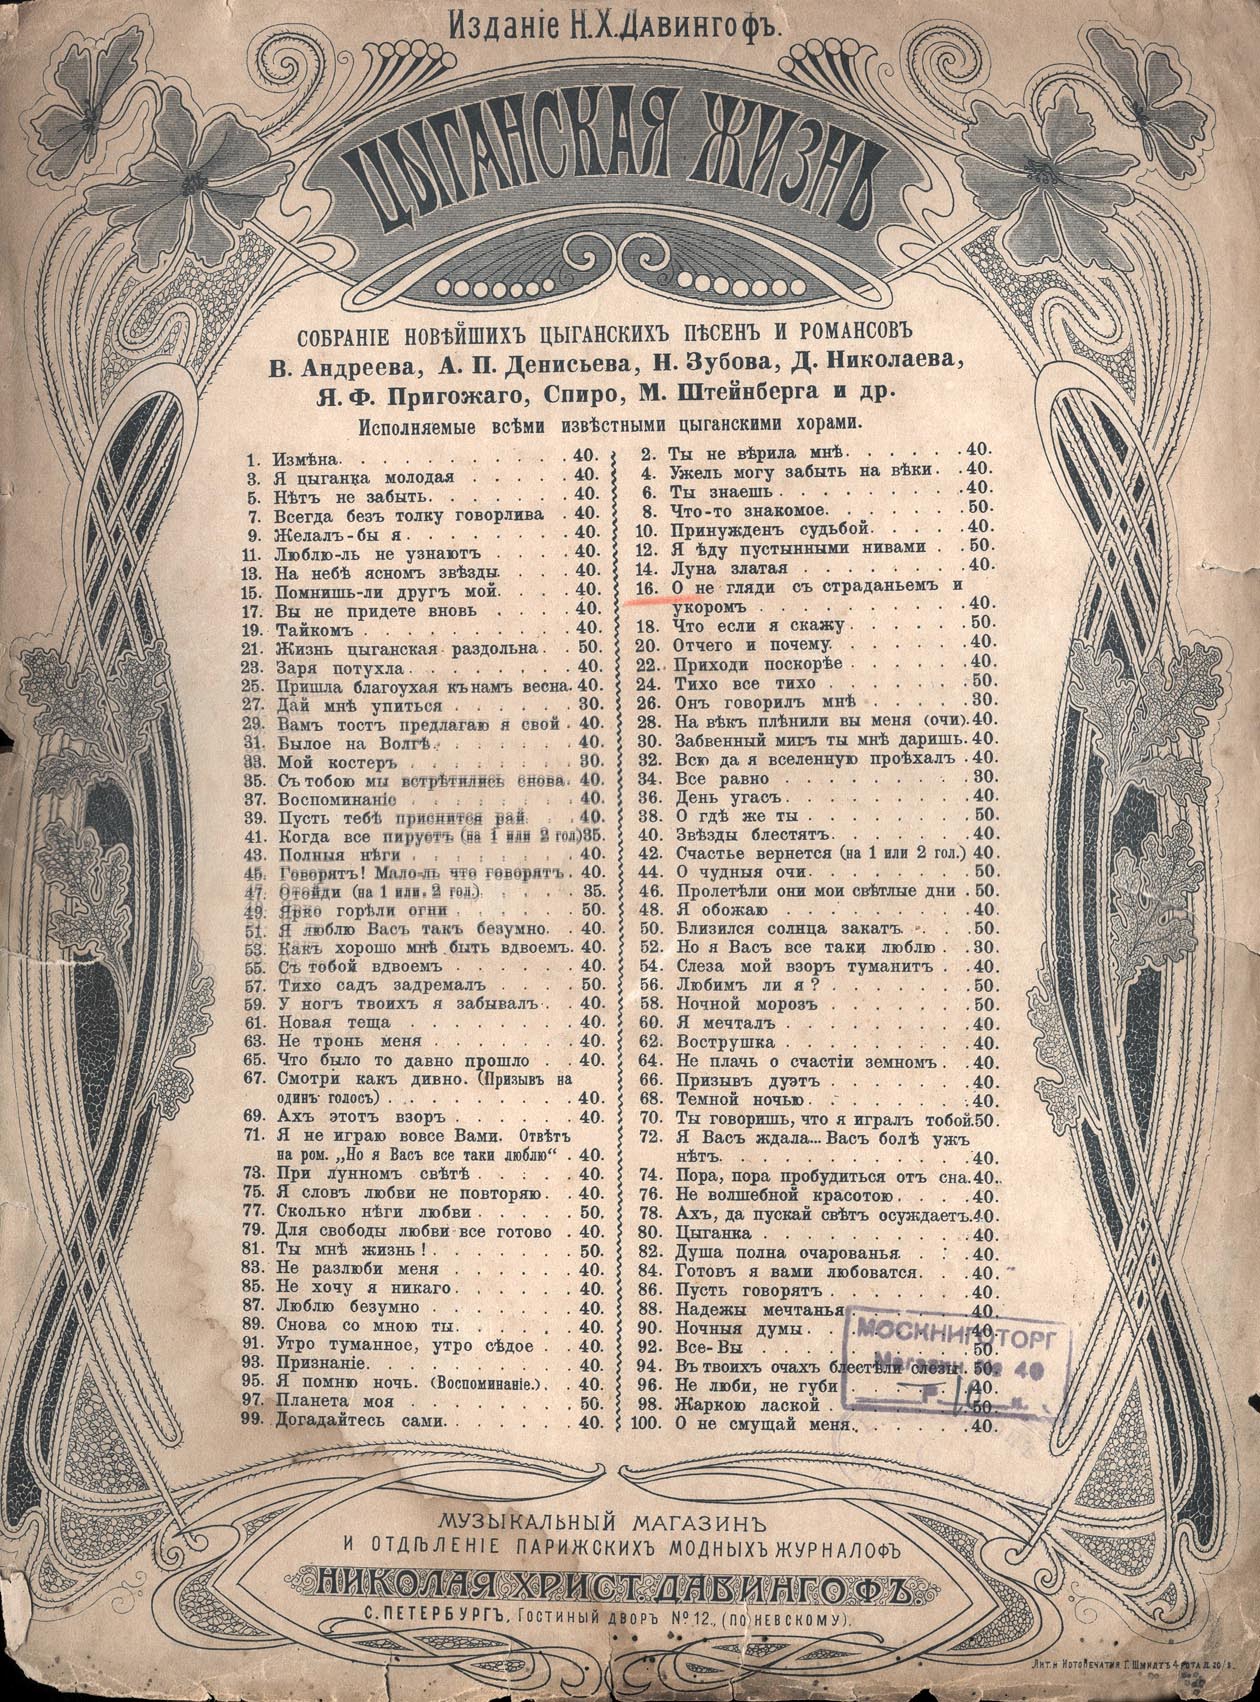 Изданіе Н.Х.Давингофъ.
ЦЫГАНСКАЯ ЖИЗНЬ
СОБРАНІЕ НОВѢЙШИХЪ ЦЫГАНСКИХЪ ПѢСЕНЪ И РОМАНСОВЪ
В. Андреева, А. П. Денисьева, Н. Зубова, Д. Николаева,
Я. Ф. Пригожаго, Спиро, М. Штейнберга и др.
Исполняемые всѣми извѣстными цыганскими хорами.
1. Измѣна. 40.
3. Я цыганка молодая 40.
5. Нѣтъ не забыть. 40.
7. Всегда безъ толку говорлива 40.
9. Желалъ-бы я 40.
11. Люблю-ль не узнаютъ 40.
13. На небѣ ясномъ звѣзды. 40.
15. Помнишь-ли другъ мой. 40.
17. Вы не придете вновь 40.
19. Тайкомъ 40.
21. Жизнь цыганская раздольна 50.
23. Заря потухла 40.
25. Пришла благоухая къ намъ весна. 40.
27. Дай мнѣ упиться 30.
29. Вамъ тостъ предлагаю я свой 40.
31. Былое на Волгѣ. 40.
33. Мой костеръ 30.
35. Съ тобою мы встрѣтились снова. 40.
37. Воспоминаніе 40.
39. Пусть тебѣ приснится рай. 40.
41. Когда все пируетъ (на 1 или 2 гол) 35.
43. Полныя нѣги 40.
45. Говорятъ! Мало-ль что говорятъ. 40.
47. Отойди (на 1 или 2 гол.) 35.
49. Ярко горѣли огни 50.
51. Я люблю Васъ такъ безумно. 40.
53. Какъ хорошо мнѣ быть вдвоемъ. 40.
55. Съ тобой вдвоемъ 40.
57. Тихо садъ задремалъ 50.
59. У ногъ твоихъ я забывалъ 40.
61. Новая теща 40.
63. Не тронь меня 40.
65. Что было то давно прошло 40.
67. Смотри какъ дивно. (Призывъ на
одинъ голосъ) 40.
69. Ахъ этотъ взоръ 40.
71. Я не играю вовсе Вами. Отвѣтъ
на ром. „Но я Васъ все таки люблю“ 40.
73. При лунномъ свѣтѣ 40.
75. Я словъ любви не повторяю. 40.
77. Сколько нѣги любви 50.
79. Для свободы любви все готово 40.
81. Ты мнѣ жизнь! 50.
83. Не разлюби меня 40.
85. Не хочу я никаго. 40.
87. Люблю безумно 40.
89. Снова со мною ты. 40.
91. Утро туманное, утро сѣдое 40.
93. Признаніе. 40.
95. Я помню ночь. (Воспоминаніе.) 40.
97. Планета моя 50.
99. Догадайтесь сами. 40.
2. Ты не вѣрила мнѣ. 40.
4. Ужель могу забыть на вѣки. 40.
6. Ты знаешь 40.
8. Что-то знакомое. 50.
10. Принужденъ судьбой. 40.
12. Я ѣду пустынными нивами 50.
14. Луна златая 40.
16. О не гляди съ страданьемъ и
укоромъ 40.
18. Что если я скажу 50.
20. Отчего и почему. 40.
22. Приходи поскорѣе 40.
24. Тихо все тихо 50.
26. Онъ говорилъ мнѣ 30.
28. На вѣкъ плѣнили вы меня (очи). 40.
30. Забвенный мигъ ты мнѣ даришь. 40.
32. Всю да я вселенную проѣхалъ 40.
34. Все равно 30.
36. День угасъ. 40.
38. О гдѣ же ты 50.
40. Звѣзды блестятъ. 40.
42. Счастье вернется (на 1 или 2 гол.) 40.
44. О чудныя очи 50.
46. Пролетѣли они мои свѣтлые дни 50.
48. Я обожаю 40.
50. Близился солнца закатъ. 50.
52. Но я Васъ все таки люблю 30.
54. Слеза мой взоръ туманитъ 40.
56. Любимъ ли я? 50.
58. Ночной морозъ 50.
60. Я мечталъ 40.
62. Вострушка 40.
64. Не плачь о счастіи земномъ. 40.
66. Призывъ дуэтъ 40.
68. Темной ночью. 40.
70. Ты говоришь, что я игралъ тобой. 50.
72. Я Васъ ждала... Васъ болѣ ужъ
нѣтъ. 40.
74. Пора, пора пробудиться отъ сна. 40.
76. Не волшебной красотою 40.
78. Ахъ, да пускай свѣтъ осуждаетъ. 40.
80. Цыганка 40.
82. Душа полна очарованья 40.
84. Готовъ я вами любоватся. 40.
86. Пусть говорятъ 40.
88. Надежы мечтанья 40.
90. Ночныя думы. 40.
92. Все-Вы 50.
94. Въ твоихъ очахъ блестѣли слезы. 50.
96. Не люби, не губи 40.
98. Жаркою лаской 50.
100. О не смущай меня. 40.
МОСКНИГОТОРГ
Магазин № 40
МУЗЫКАЛЬНЫЙ МАГАЗИНЪ
И ОТДѢЛЕНІЕ ПАРИЖСКИХЪ МОДНЫХЪ ЖУРНАЛОФЪ
НИКОЛАЯ ХРИСТ. ДАВИНГОФЪ.
С. ПЕТЕРБУРГЪ, ГОСТИНЫЙ ДВОРЪ № 12., (ПО НЕВСКОМУ).
ЛИТ. И НОТОПЕЧАТНЯ Г. ШМИДТЪ